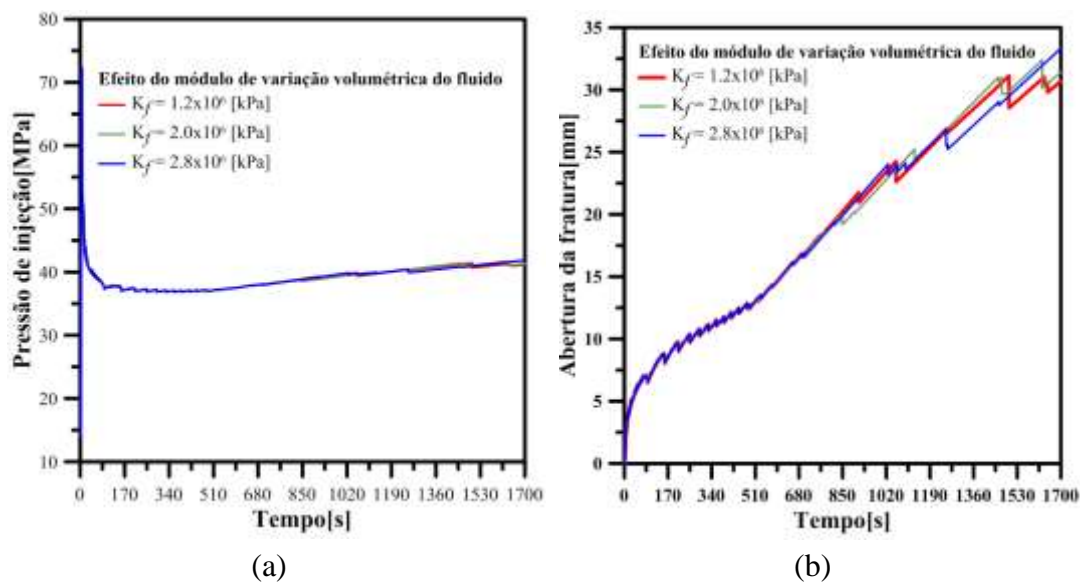 80
70
60
50
40
30
20
10
Pressão de injeção[MPa]
Efeito do módulo de variação volumétrica do fluido
K𝑓= 1.2x10⁶ [kPa]
K𝑓= 2.0x10⁶ [kPa]
K𝑓= 2.8x10⁶ [kPa]
0 170 340 510 680 850 1020 1190 1360 1530 1700
Tempo[s]
(a)
35
30
25
20
15
10
5
0
Abertura da fratura[mm]
Efeito do módulo de variação volumétrica do fluido
K𝑓= 1.2x10⁶ [kPa]
K𝑓= 2.0x10⁶ [kPa]
K𝑓= 2.8x10⁶ [kPa]
0 170 340 510 680 850 1020 1190 1360 1530 1700
Tempo[s]
(b)